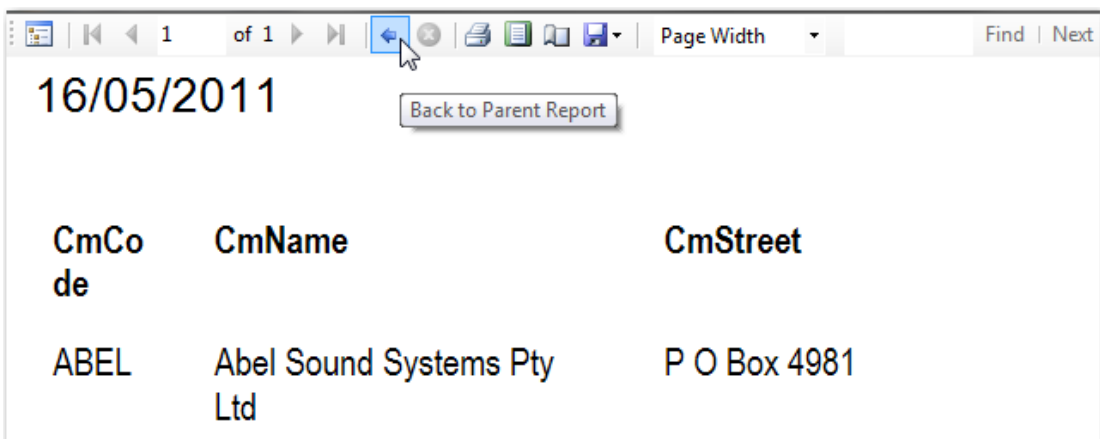 1 of 1 Page Width Find | Next
16/05/2011
Back to Parent Report
CmCo CmName CmStreet
de
ABEL Abel Sound Systems Pty P O Box 4981
Ltd